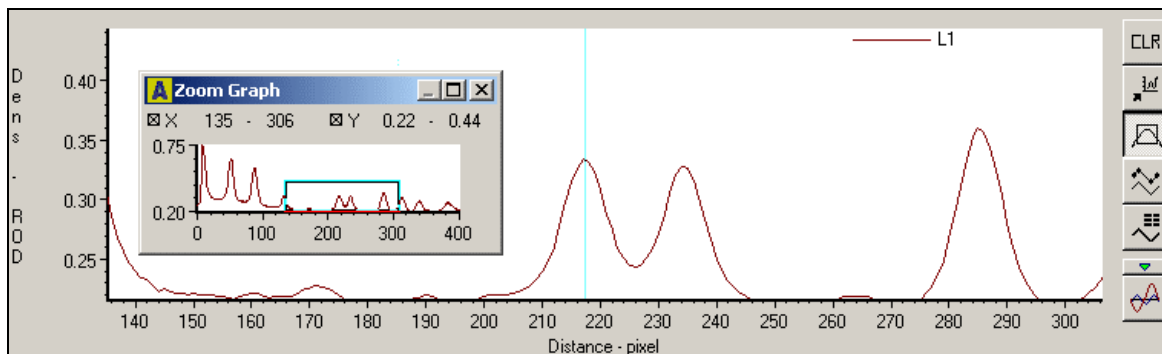 L1
CLR
Dens - ROD
0.40
0.35
0.30
0.25
A Zoom Graph
X 135 - 306 Y 0.22 - 0.44
0.75
0.20
0 100 200 300 400
140 150 160 170 180 190 200 210 220 230 240 250 260 270 280 290 300
Distance - pixel